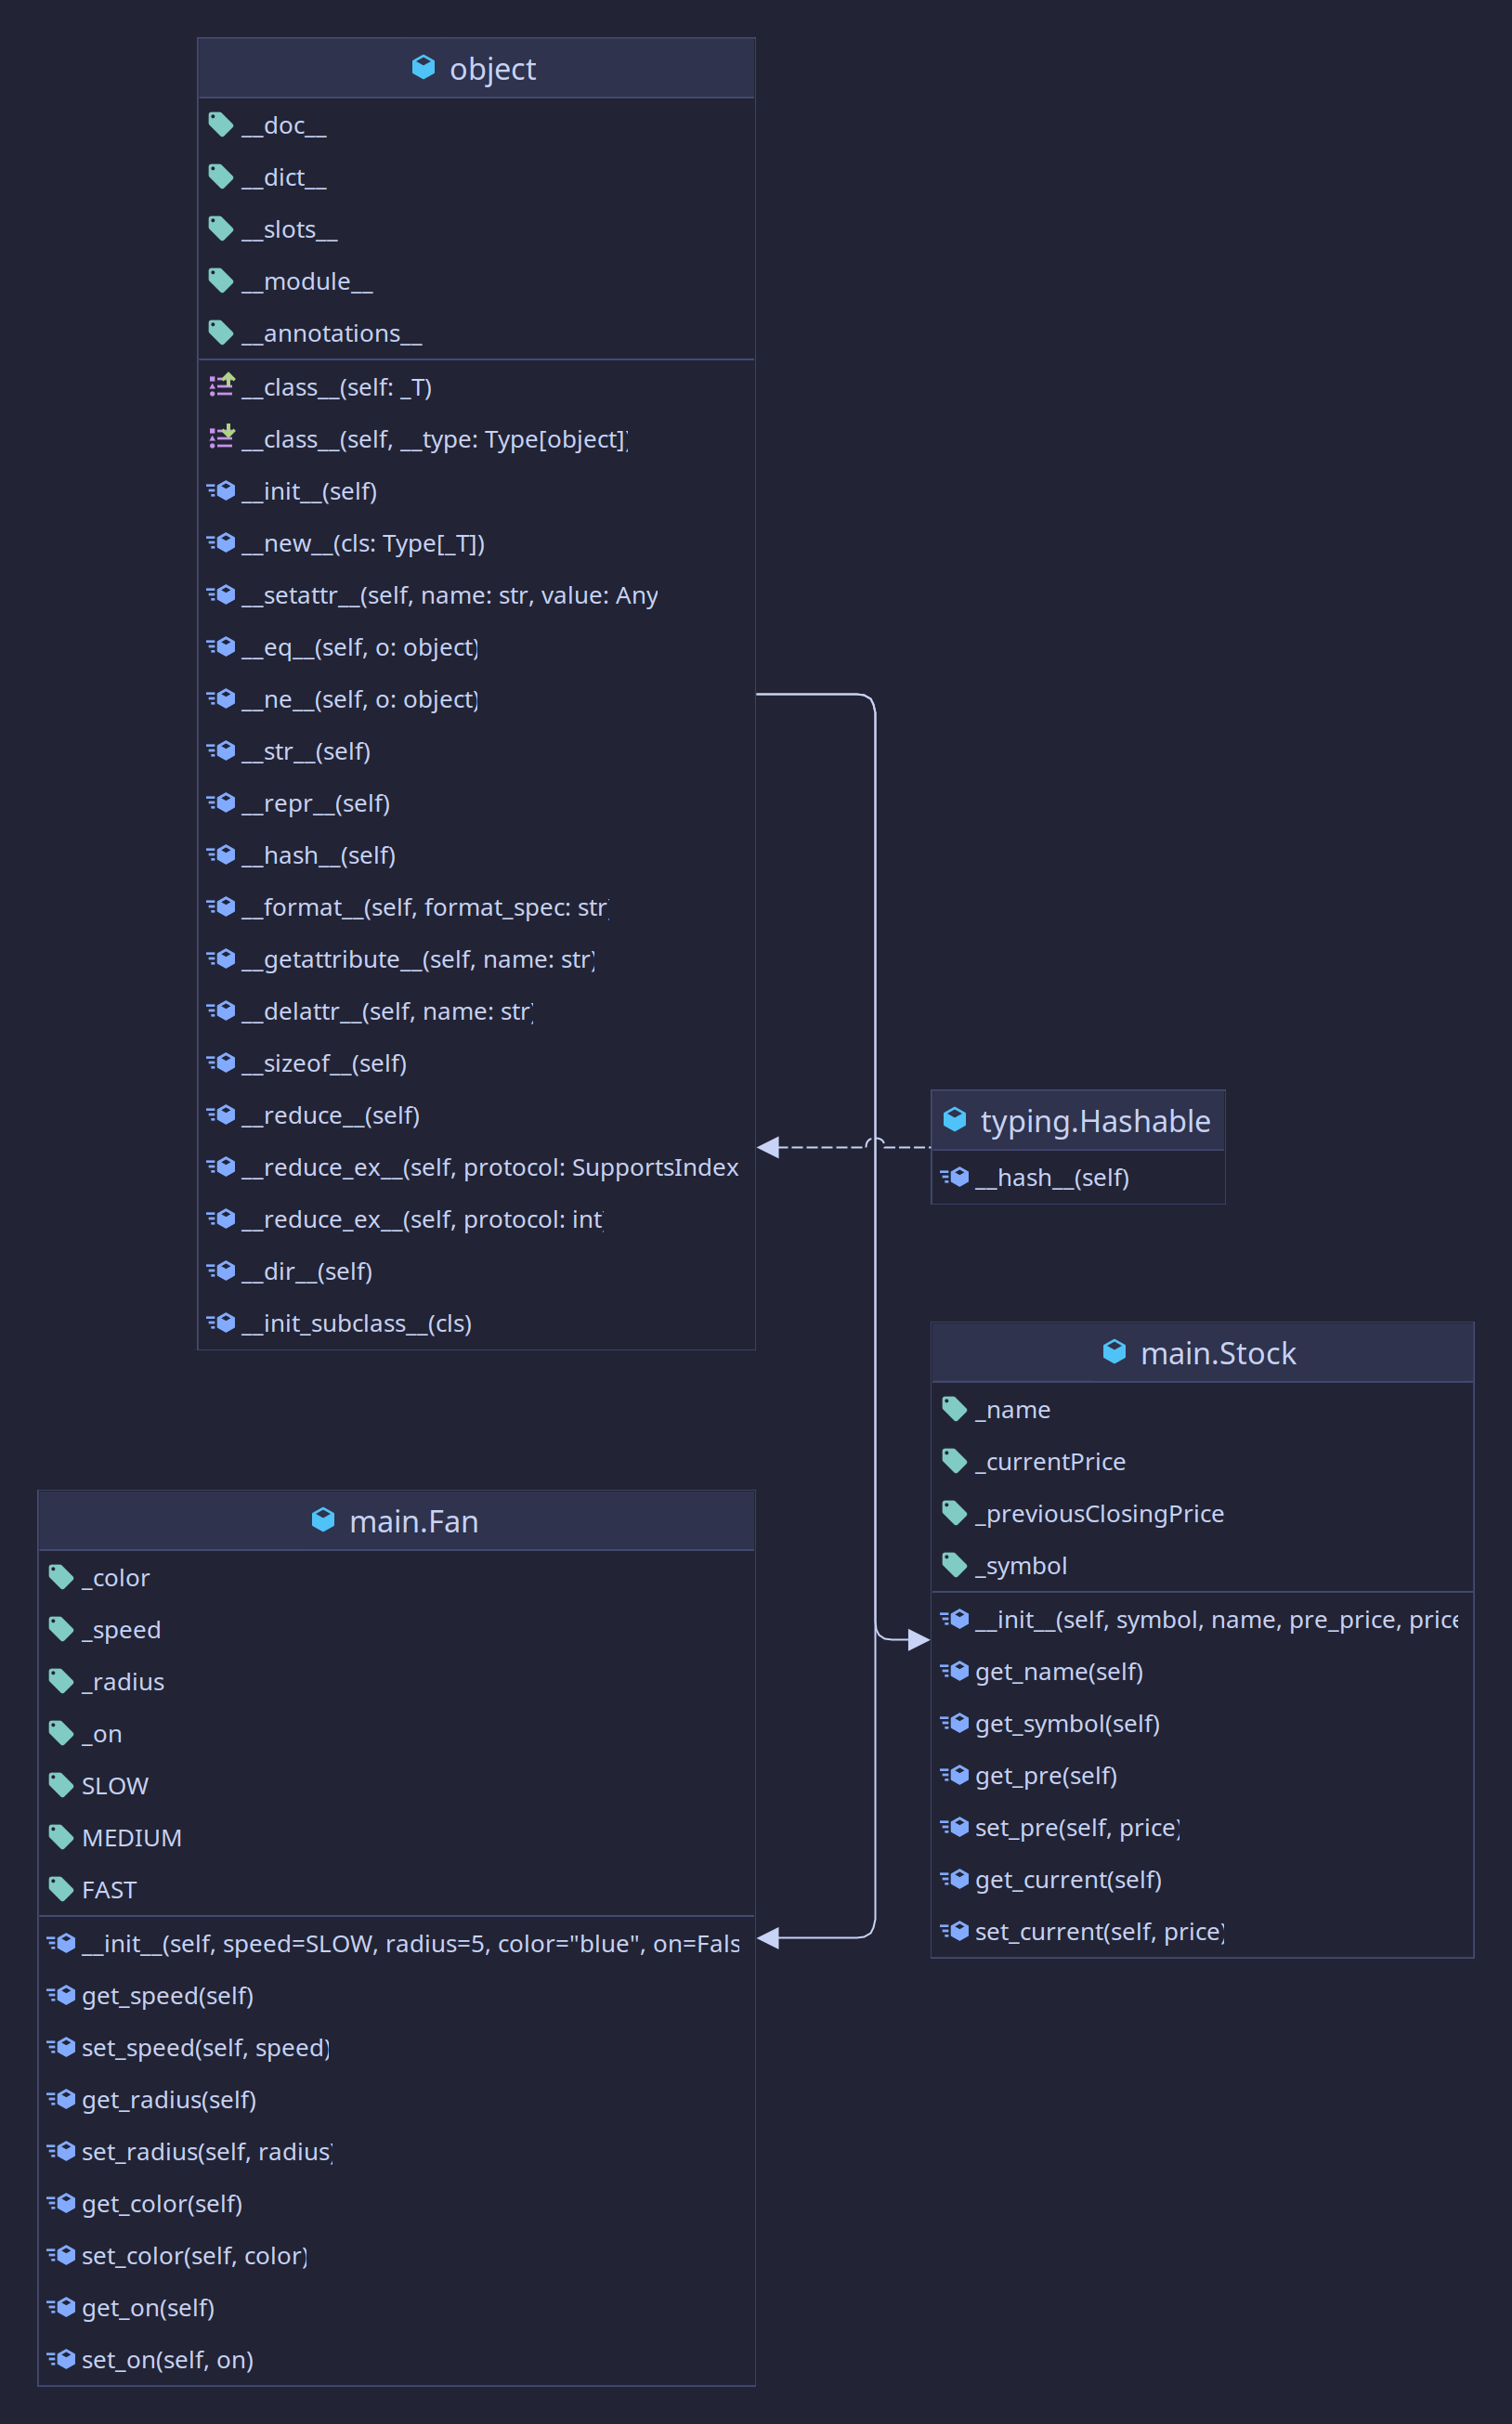 object
__doc__
__dict__
__slots__
__module__
__annotations__
__class__(self: _T)
__class__(self, __type: Type[object])
__init__(self)
__new__(cls: Type[_T])
__setattr__(self, name: str, value: Any
__eq__(self, o: object)
__ne__(self, o: object)
__str__(self)
__repr__(self)
__hash__(self)
__format__(self, format_spec: str)
__getattribute__(self, name: str)
__delattr__(self, name: str)
__sizeof__(self)
__reduce__(self)
__reduce_ex__(self, protocol: SupportsIndex
__reduce_ex__(self, protocol: int)
__dir__(self)
__init_subclass__(cls)
typing.Hashable
__hash__(self)
main.Stock
_name
_currentPrice
_previousClosingPrice
_symbol
__init__(self, symbol, name, pre_price, price
get_name(self)
get_symbol(self)
get_pre(self)
set_pre(self, price)
get_current(self)
set_current(self, price)
main.Fan
_color
_speed
_radius
_on
SLOW
MEDIUM
FAST
__init__(self, speed=SLOW, radius=5, color="blue", on=Fals
get_speed(self)
set_speed(self, speed)
get_radius(self)
set_radius(self, radius)
get_color(self)
set_color(self, color)
get_on(self)
set_on(self, on)